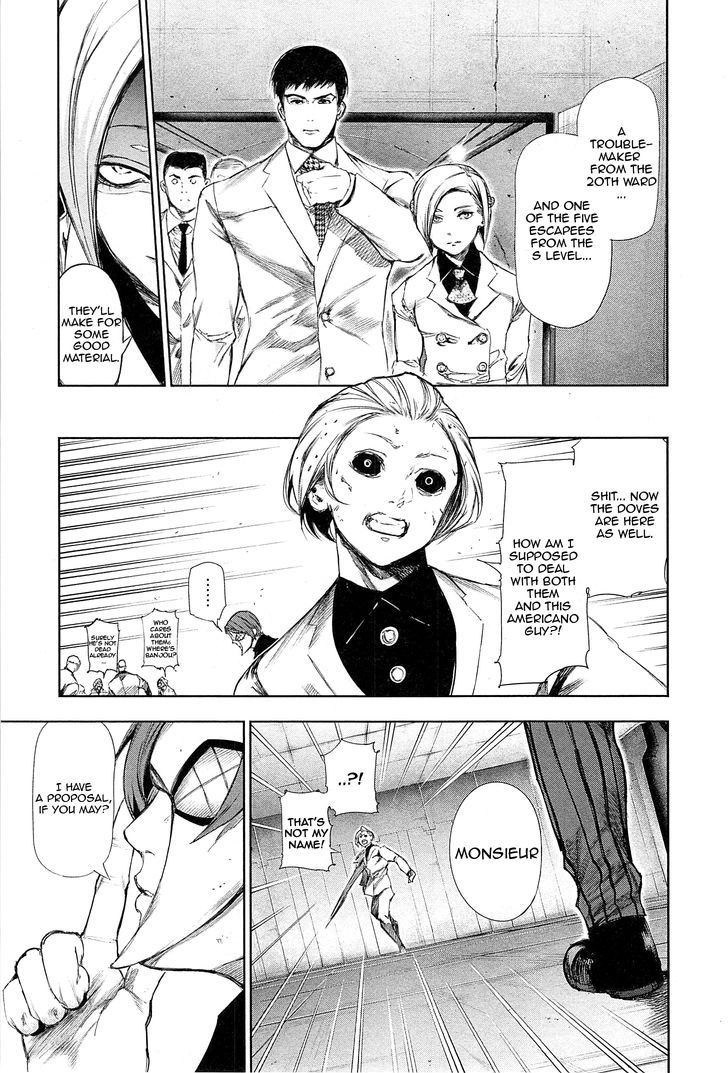 A
TROUBLE-
MAKER
FROM THE
20TH WARD
...
AND ONE
OF THE FIVE
ESCAPEES
FROM THE
S LEVEL...
THEY'LL
MAKE FOR
SOME
GOOD
MATERIAL.
SHIT... NOW
THE DOVES
ARE HERE
AS WELL.
HOW AM I
SUPPOSED
TO DEAL
WITH BOTH
THEM
AND THIS
AMERICANO
GUY?!
.....
WHO
CARES
ABOUT
THEM:
WHERE'S
BANJOU?
SURELY
HE'S NOT
DEAD
ALREADY...
MONSIEUR
..?!
THAT'S
NOT MY
NAME!
I HAVE
A PROPOSAL,
IF YOU MAY?